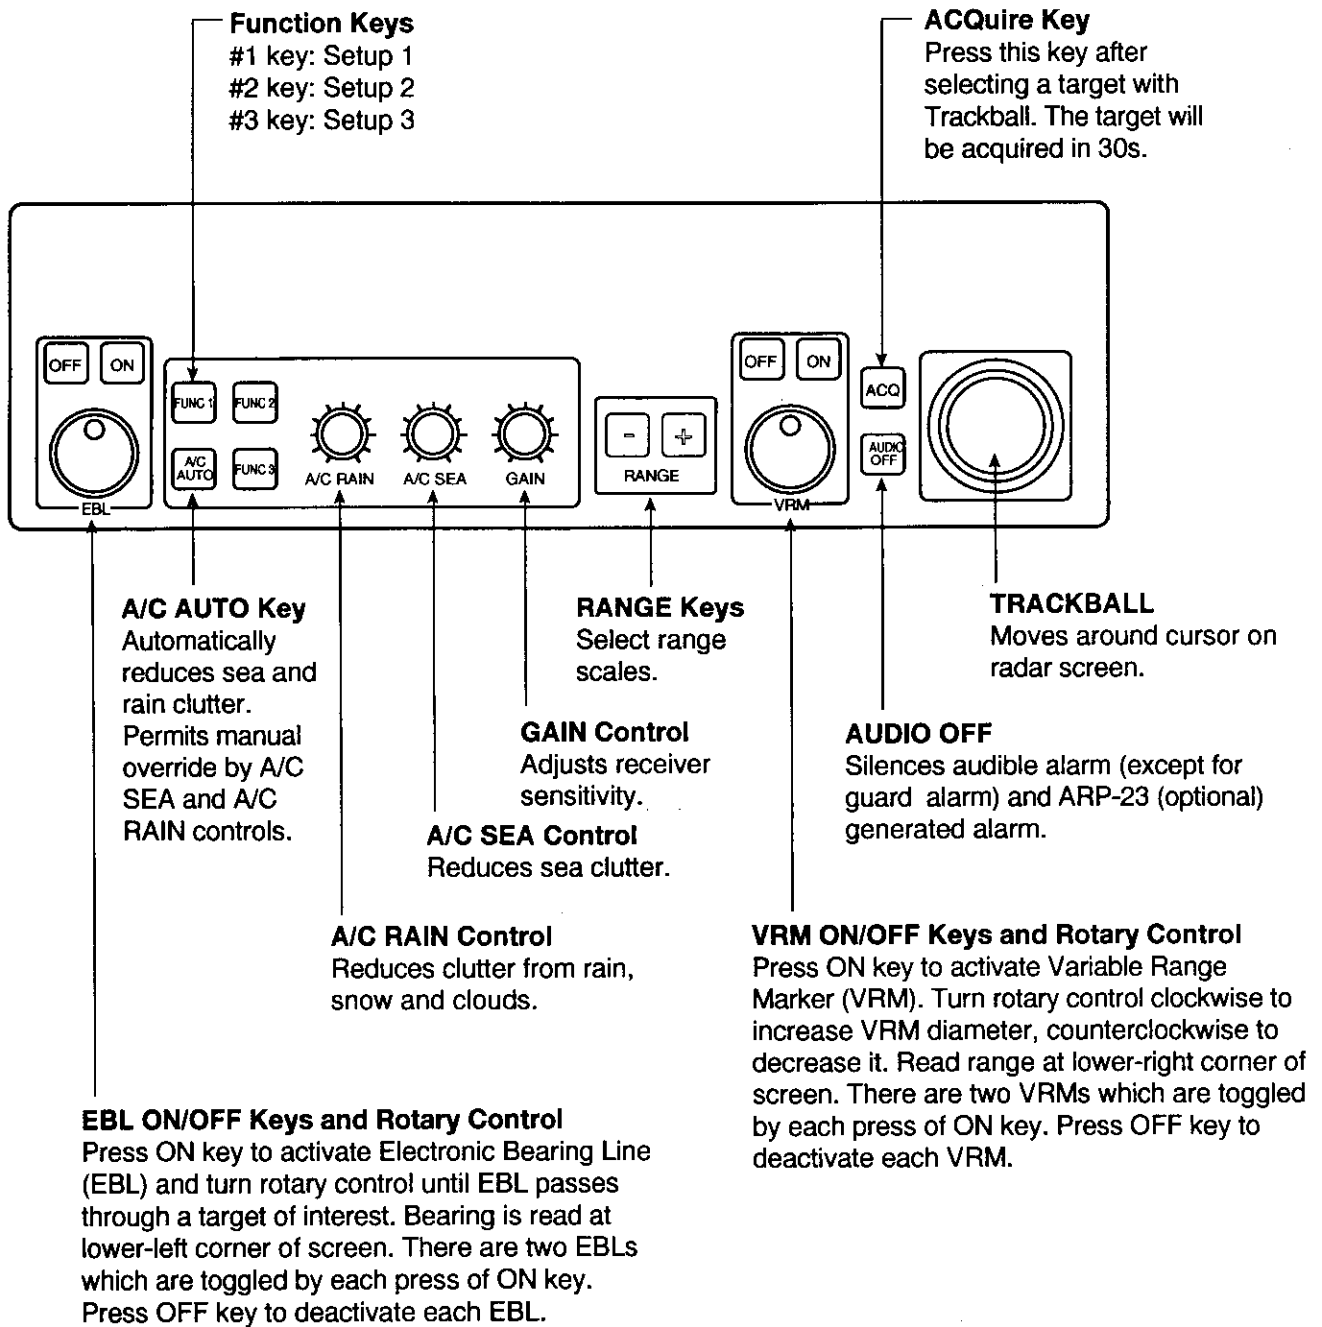 Function Keys
#1 key: Setup 1
#2 key: Setup 2
#3 key: Setup 3
ACQuire Key
Press this key after
selecting a target with
Trackball. The target will
be acquired in 30s.
OFF ON
FUNC 1 FUNC 2
A/C
AUTO
FUNC 3
EBL
A/C RAIN A/C SEA GAIN
- +
RANGE
OFF ON
VRM
ACQ
AUDIO
OFF
A/C AUTO Key
Automatically
reduces sea and
rain clutter.
Permits manual
override by A/C
SEA and A/C
RAIN controls.
RANGE Keys
Select range
scales.
TRACKBALL
Moves around cursor on
radar screen.
GAIN Control
Adjusts receiver
sensitivity.
AUDIO OFF
Silences audible alarm (except for
guard alarm) and ARP-23 (optional)
generated alarm.
A/C SEA Control
Reduces sea clutter.
A/C RAIN Control
Reduces clutter from rain,
snow and clouds.
VRM ON/OFF Keys and Rotary Control
Press ON key to activate Variable Range
Marker (VRM). Turn rotary control clockwise to
increase VRM diameter, counterclockwise to
decrease it. Read range at lower-right corner of
screen. There are two VRMs which are toggled
by each press of ON key. Press OFF key to
deactivate each VRM.
EBL ON/OFF Keys and Rotary Control
Press ON key to activate Electronic Bearing Line
(EBL) and turn rotary control until EBL passes
through a target of interest. Bearing is read at
lower-left corner of screen. There are two EBLs
which are toggled by each press of ON key.
Press OFF key to deactivate each EBL.